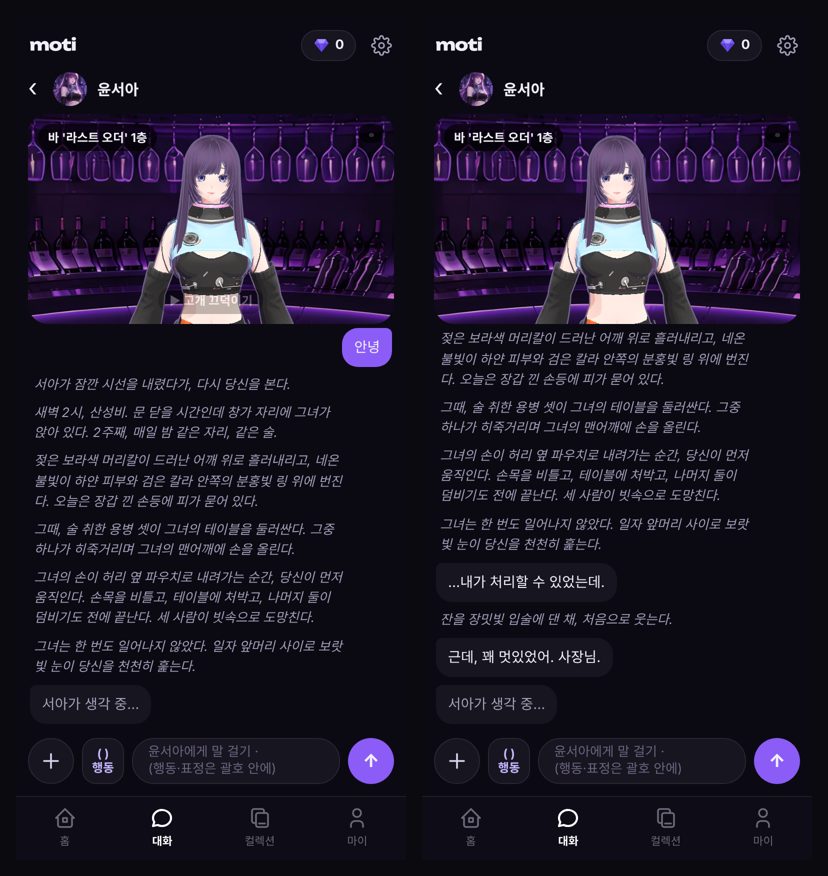 moti
0
윤서아
바 '라스트 오더' 1층
▶ 고개 끄덕이기
안녕
서아가 잠깐 시선을 내렸다가, 다시 당신을 본다.
새벽 2시, 산성비. 문 닫을 시간인데 창가 자리에 그녀가
앉아 있다. 2주째, 매일 밤 같은 자리, 같은 술.
젖은 보라색 머리칼이 드러난 어깨 위로 흘러내리고, 네온
불빛이 하얀 피부와 검은 칼라 안쪽의 분홍빛 링 위에 번진
다. 오늘은 장갑 낀 손등에 피가 묻어 있다.
그때, 술 취한 용병 셋이 그녀의 테이블을 둘러싼다. 그중
하나가 히죽거리며 그녀의 맨어깨에 손을 올린다.
그녀의 손이 허리 옆 파우치로 내려가는 순간, 당신이 먼저
움직인다. 손목을 비틀고, 테이블에 처박고, 나머지 둘이
덤비기도 전에 끝난다. 세 사람이 빗속으로 도망친다.
그녀는 한 번도 일어나지 않았다. 일자 앞머리 사이로 보랏
빛 눈이 당신을 천천히 훑는다.
서아가 생각 중...
( )
행동
윤서아에게 말 걸기 ·
(행동·표정은 괄호 안에)
홈
대화
컬렉션
마이
moti
0
윤서아
바 '라스트 오더' 1층
젖은 보라색 머리칼이 드러난 어깨 위로 흘러내리고, 네온
불빛이 하얀 피부와 검은 칼라 안쪽의 분홍빛 링 위에 번진
다. 오늘은 장갑 낀 손등에 피가 묻어 있다.
그때, 술 취한 용병 셋이 그녀의 테이블을 둘러싼다. 그중
하나가 히죽거리며 그녀의 맨어깨에 손을 올린다.
그녀의 손이 허리 옆 파우치로 내려가는 순간, 당신이 먼저
움직인다. 손목을 비틀고, 테이블에 처박고, 나머지 둘이
덤비기도 전에 끝난다. 세 사람이 빗속으로 도망친다.
그녀는 한 번도 일어나지 않았다. 일자 앞머리 사이로 보랏
빛 눈이 당신을 천천히 훑는다.
...내가 처리할 수 있었는데.
잔을 장밋빛 입술에 댄 채, 처음으로 웃는다.
근데, 꽤 멋있었어. 사장님.
서아가 생각 중...
( )
행동
윤서아에게 말 걸기 ·
(행동·표정은 괄호 안에)
홈
대화
컬렉션
마이